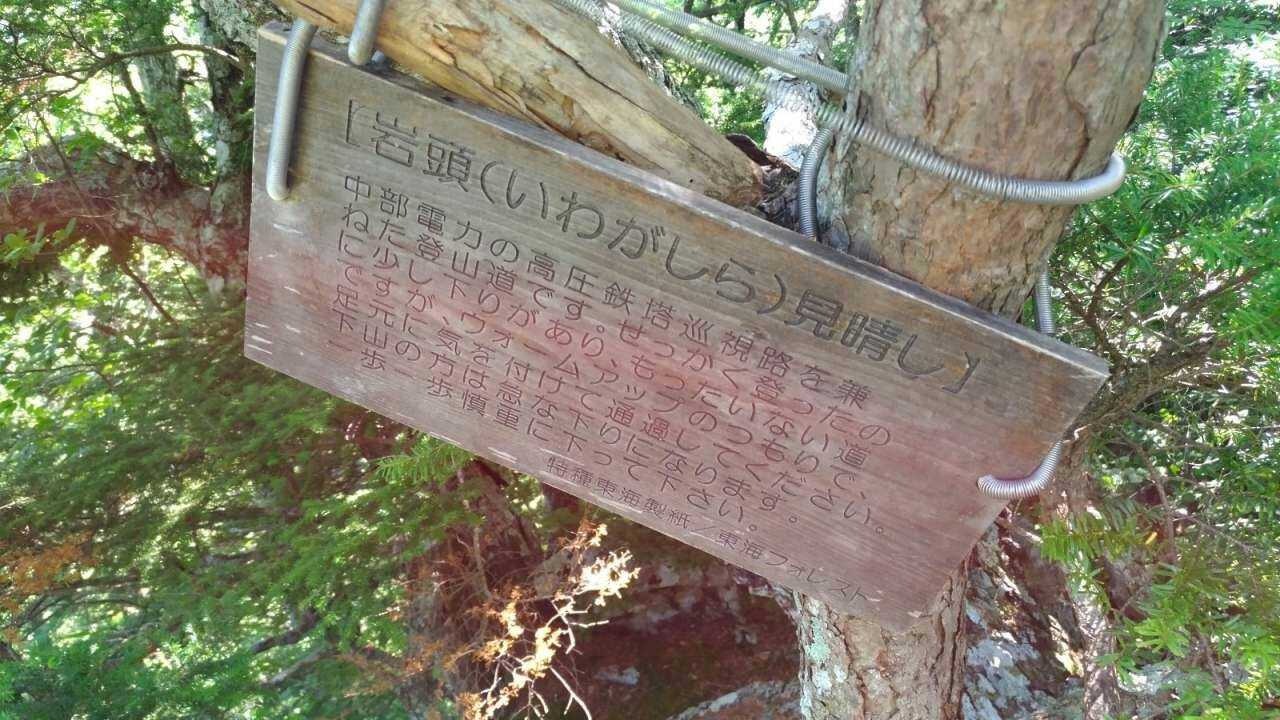 【岩頭(いわがしら)見晴し】
中部電力の高圧鉄塔巡視路を兼
ねた登山道です。せっかく登ったの
に少し下りがあり、もったいない道
ですが、ウォームアップのつもりで、
足元に気を付けて通過してください。
下山の方は急な下りになります。
一歩一歩慎重に下って下さい。
特種東海製紙/東海フォレスト